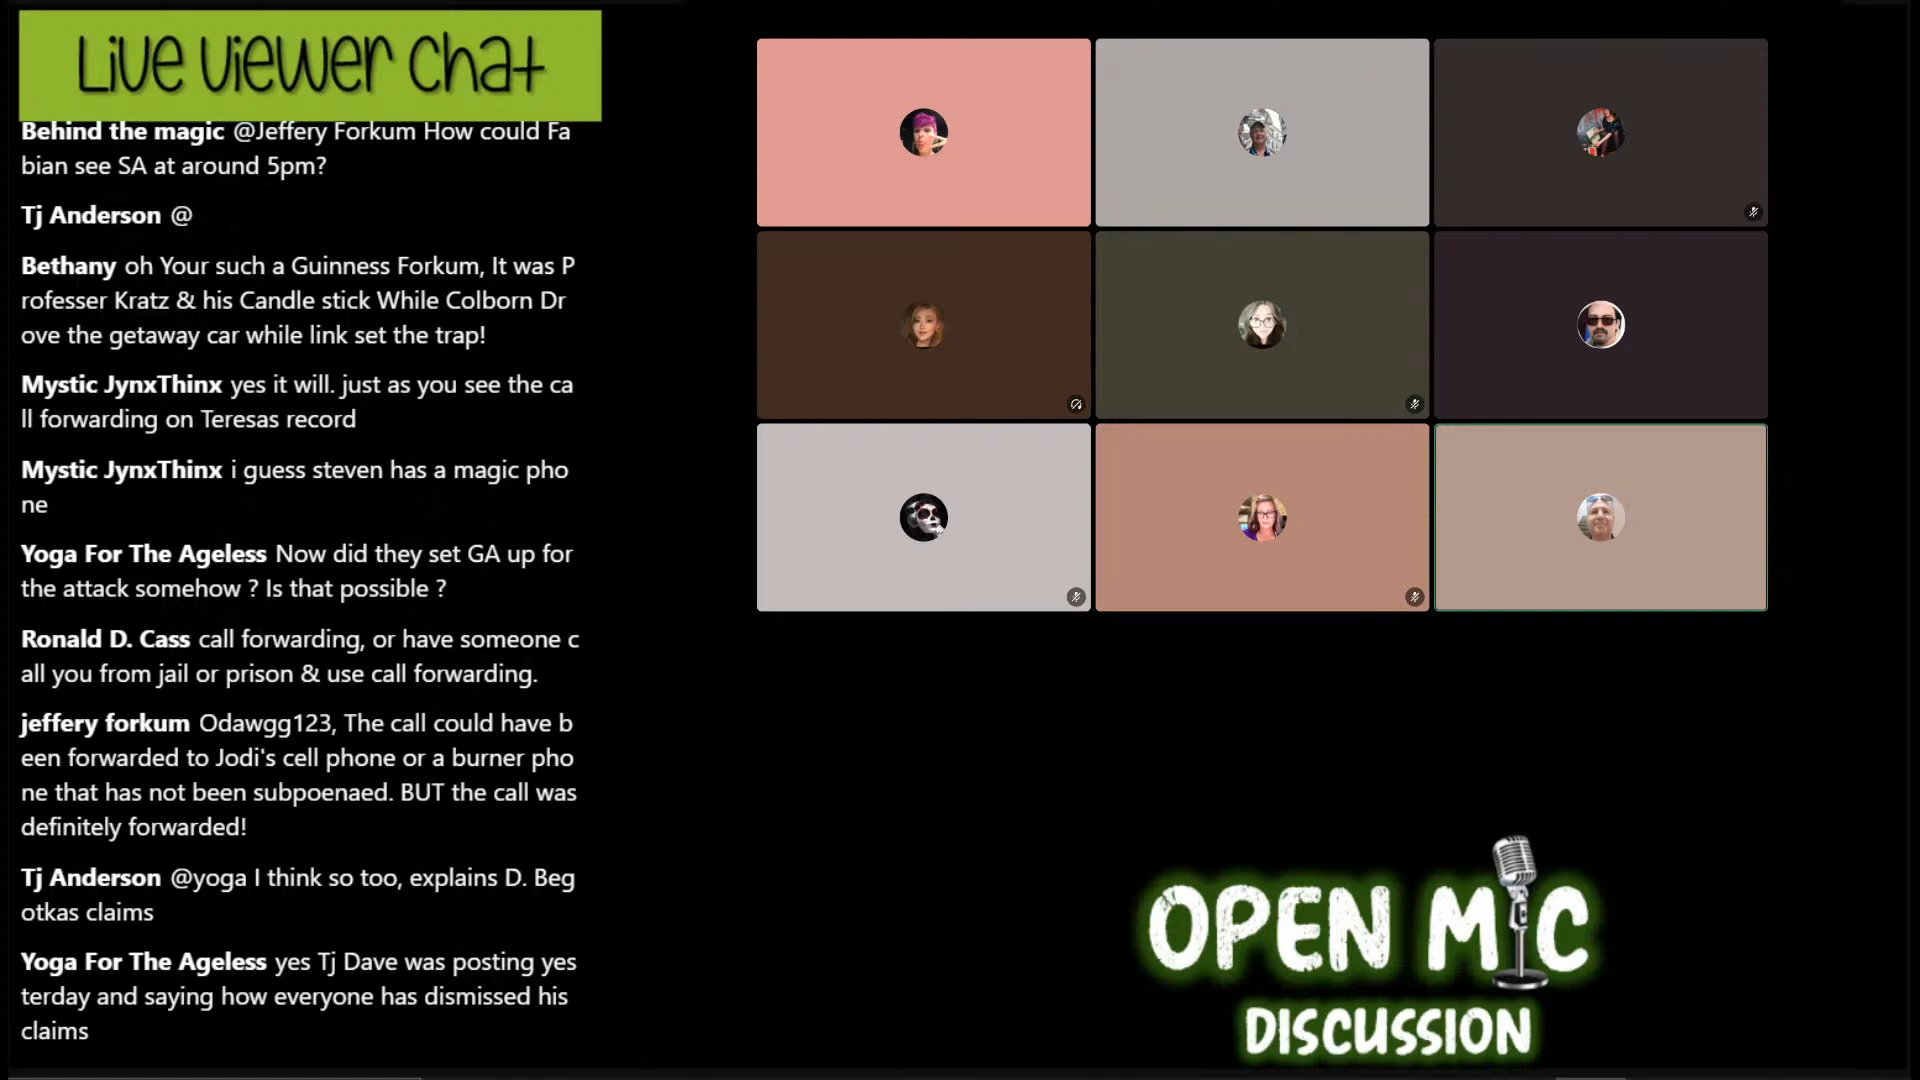 Live Viewer Chat
Behind the magic @Jeffery Forkum How could Fa
bian see SA at around 5pm?
Tj Anderson @
Bethany oh Your such a Guinness Forkum, It was P
rofesser Kratz & his Candle stick While Colborn Dr
ove the getaway car while link set the trap!
Mystic JynxThinx yes it will. just as you see the ca
ll forwarding on Teresas record
Mystic JynxThinx i guess steven has a magic pho
ne
Yoga For The Ageless Now did they set GA up for
the attack somehow ? Is that possible ?
Ronald D. Cass call forwarding, or have someone c
all you from jail or prison & use call forwarding.
jeffery forkum Odawgg123, The call could have b
een forwarded to Jodi's cell phone or a burner pho
ne that has not been subpoenaed. BUT the call was
definitely forwarded!
Tj Anderson @yoga I think so too, explains D. Beg
otkas claims
Yoga For The Ageless yes Tj Dave was posting yes
terday and saying how everyone has dismissed his
claims
OPEN MIC
DISCUSSION